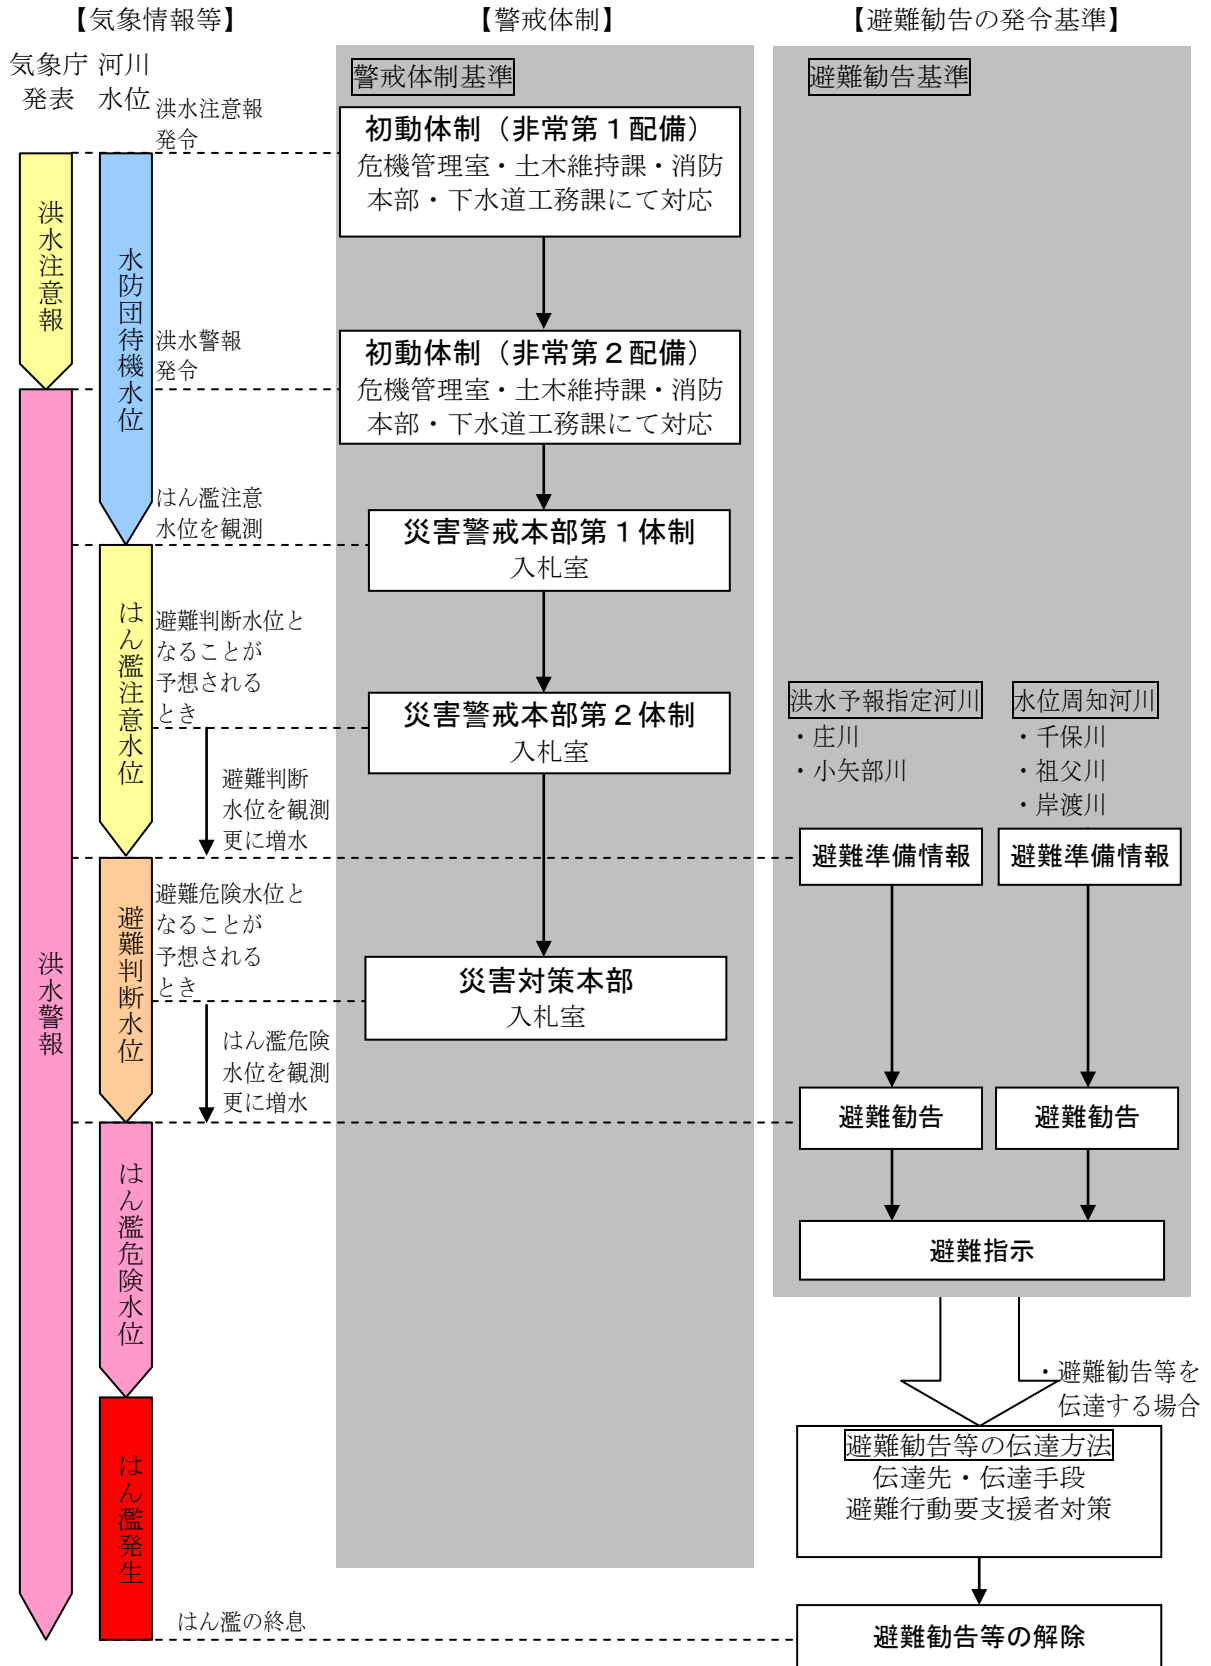 【気象情報等】
【警戒体制】
【避難勧告の発令基準】
気象庁
発表
河川
水位
警戒体制基準
避難勧告基準
洪水注意報
発令
初動体制（非常第１配備）
危機管理室・土木維持課・消防
本部・下水道工務課にて対応
洪水注意報
水防団待機水位
洪水警報
発令
初動体制（非常第２配備）
危機管理室・土木維持課・消防
本部・下水道工務課にて対応
はん濫注意
水位を観測
災害警戒本部第１体制
入札室
はん濫注意水位
避難判断水位と
なることが
予想される
とき
災害警戒本部第２体制
入札室
洪水予報指定河川
・庄川
・小矢部川
水位周知河川
・千保川
・祖父川
・岸渡川
避難判断
水位を観測
更に増水
避難準備情報
避難準備情報
洪水警報
避難判断水位
避難危険水位と
なることが
予想される
とき
災害対策本部
入札室
はん濫危険
水位を観測
更に増水
避難勧告
避難勧告
はん濫危険水位
避難指示
・避難勧告等を
伝達する場合
避難勧告等の伝達方法
伝達先・伝達手段
避難行動要支援者対策
はん濫発生
はん濫の終息
避難勧告等の解除